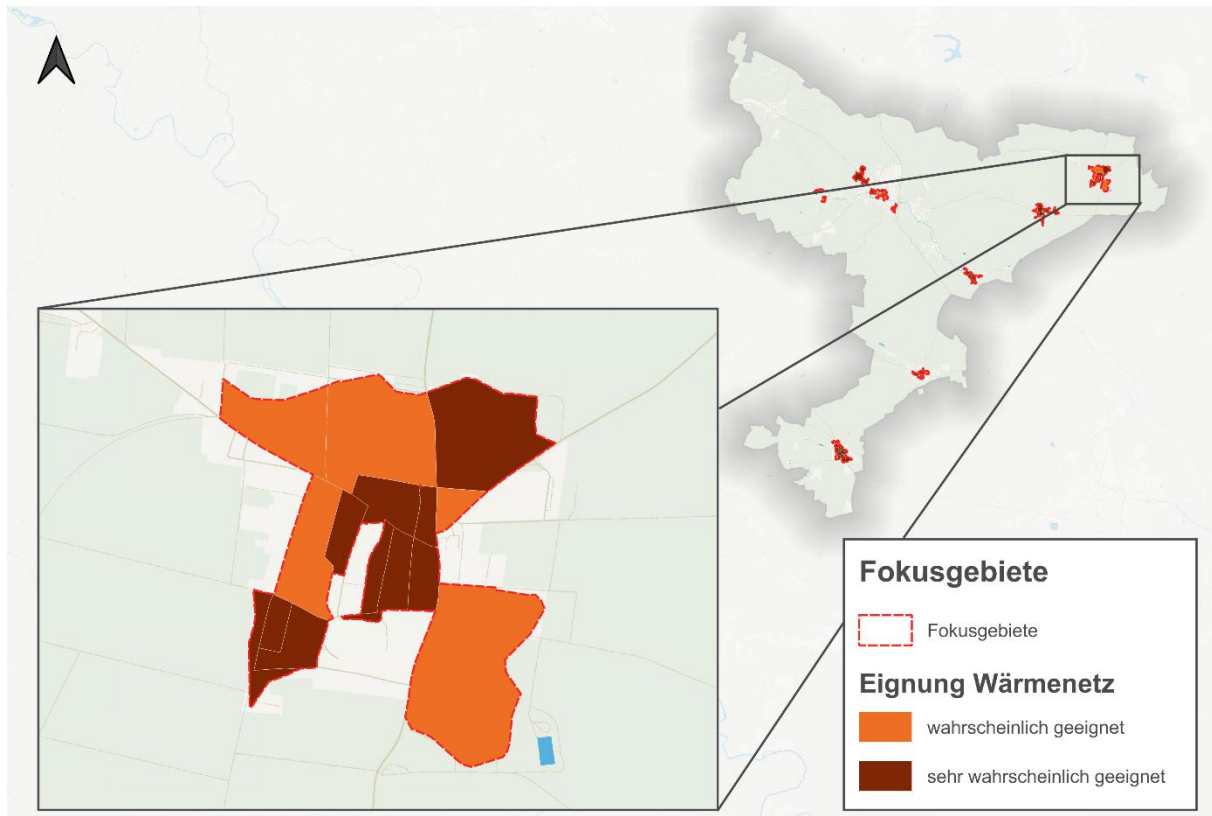 Fokusgebiete
Fokusgebiete
Eignung Wärmenetz
wahrscheinlich geeignet
sehr wahrscheinlich geeignet